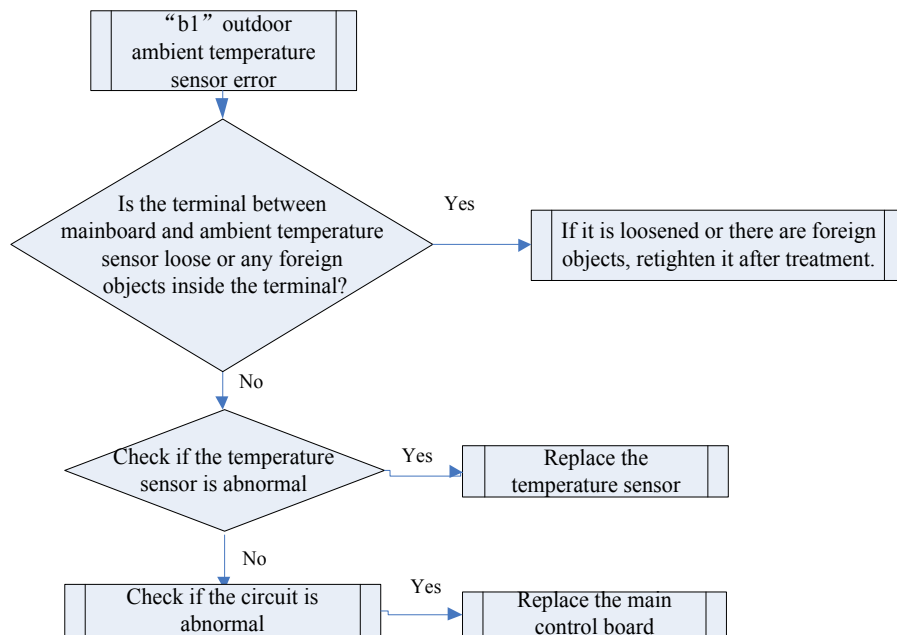 “b1” outdoor
ambient temperature
sensor error
Is the terminal between
mainboard and ambient temperature
sensor loose or any foreign
objects inside the terminal?
Yes
If it is loosened or there are foreign
objects, retighten it after treatment.
No
Check if the temperature
sensor is abnormal
Yes
Replace the
temperature sensor
No
Check if the circuit is
abnormal
Yes
Replace the main
control board